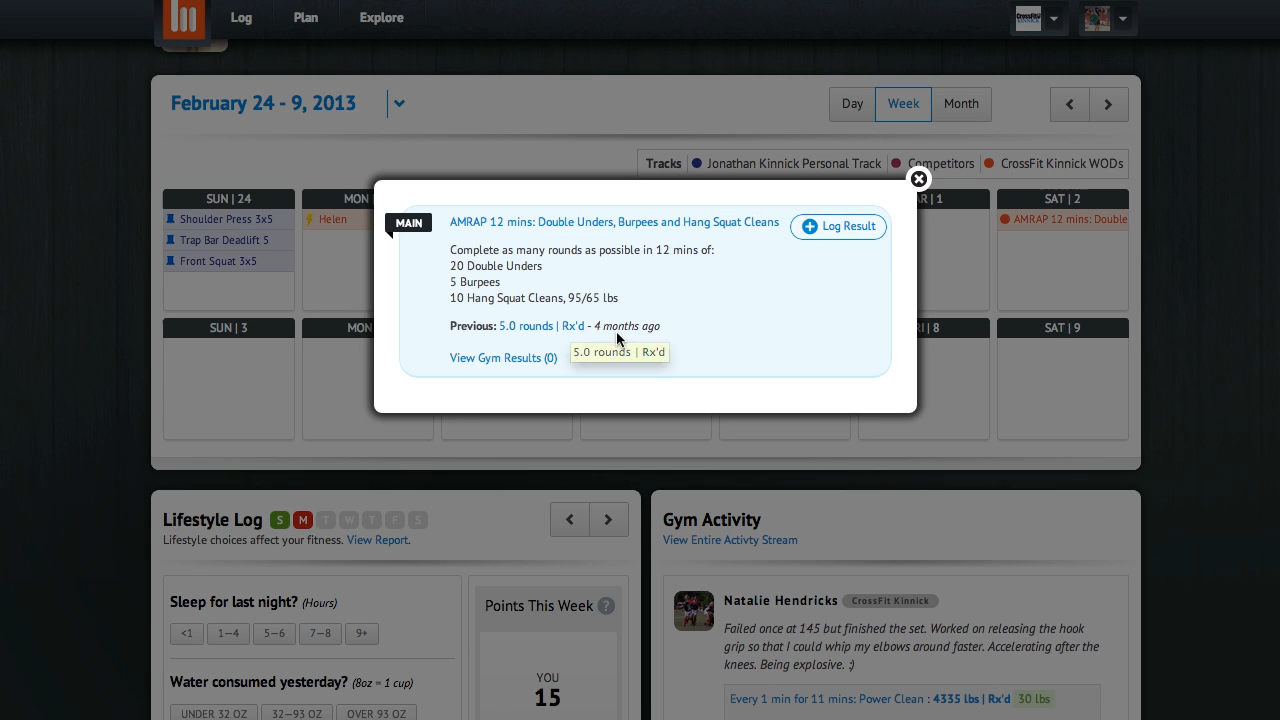 Log Plan Explore
CrossFit KINNICK
February 24 - 9, 2013
Day Week Month
Tracks Jonathan Kinnick Personal Track Competitors CrossFit Kinnick WODs
SUN | 24 MON AR | 1 SAT | 2
Shoulder Press 3x5 Helen AMRAP 12 mins: Double
Trap Bar Deadlift 5
Front Squat 3x5
MAIN AMRAP 12 mins: Double Unders, Burpees and Hang Squat Cleans Log Result
Complete as many rounds as possible in 12 mins of:
20 Double Unders
5 Burpees
10 Hang Squat Cleans, 95/65 lbs
Previous: 5.0 rounds | Rx'd - 4 months ago
5.0 rounds | Rx'd
View Gym Results (0)
SUN | 3 MON RI | 8 SAT | 9
Lifestyle Log S M T W T F S
Lifestyle choices affect your fitness. View Report.
Sleep for last night? (Hours)
<1 1–4 5–6 7–8 9+
Water consumed yesterday? (8oz = 1 cup)
UNDER 32 OZ 32–93 OZ OVER 93 OZ
Points This Week ?
YOU
15
Gym Activity
View Entire Activty Stream
Natalie Hendricks CrossFit Kinnick
Failed once at 145 but finished the set. Worked on releasing the hook
grip so that I could whip my elbows around faster. Accelerating after the
knees. Being explosive. :)
Every 1 min for 11 mins: Power Clean : 4335 lbs | Rx'd 30 lbs